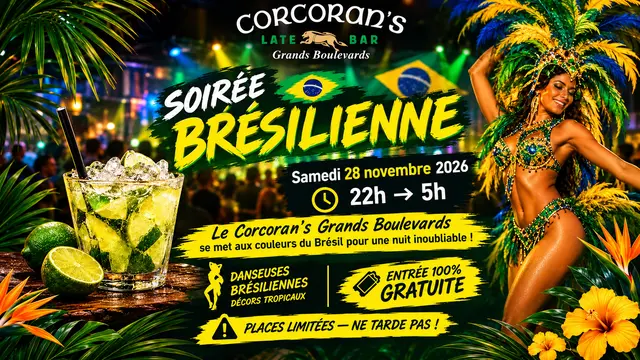 CORCORAN'S
LATE BAR
Grands Boulevards
SOIRÉE
BRÉSILIENNE
Samedi 28 novembre 2026
22h → 5h
Le Corcoran's Grands Boulevards
se met aux couleurs du Brésil pour une nuit inoubliable !
DANSEUSES
BRÉSILIENNES
DÉCORS TROPICAUX
ENTRÉE 100%
GRATUITE
PLACES LIMITÉES — NE TARDE PAS !